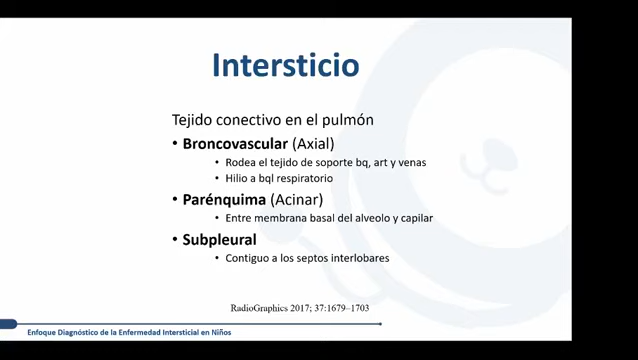 Intersticio
Tejido conectivo en el pulmón
• Broncovascular (Axial)
• Rodea el tejido de soporte bq, art y venas
• Hilio a bql respiratorio
• Parénquima (Acinar)
• Entre membrana basal del alveolo y capilar
• Subpleural
• Contiguo a los septos interlobares
RadioGraphics 2017; 37:1679–1703
Enfoque Diagnóstico de la Enfermedad Intersticial en Niños